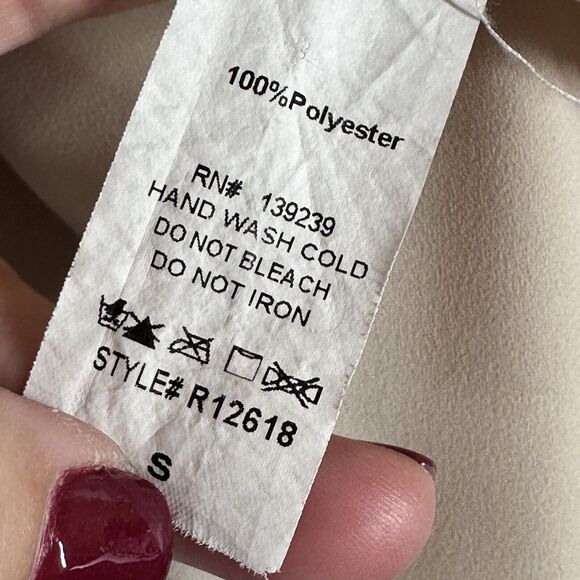 100%Polyester
RN# 139239
HAND WASH COLD
DO NOT BLEACH
DO NOT IRON
STYLE# R12618
S